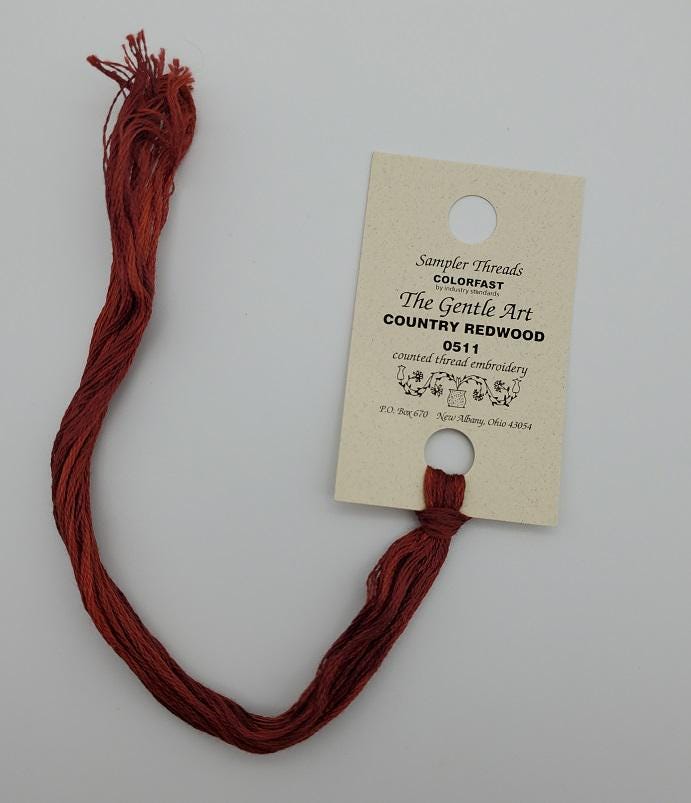 Sampler Threads
COLORFAST
by industry standards
The Gentle Art
COUNTRY REDWOOD
0511
counted thread embroidery
P.O. Box 670 New Albany, Ohio 43054